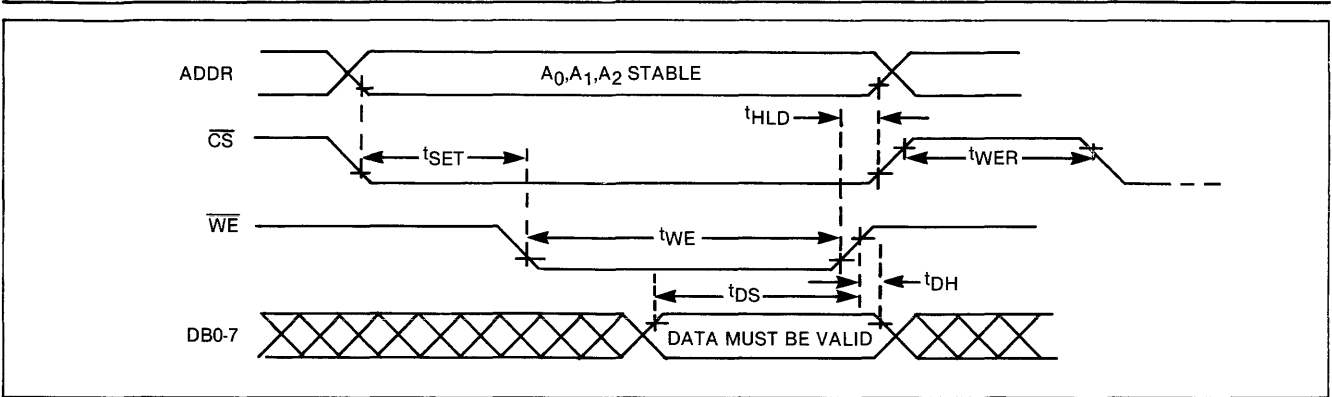 ADDR
A0,A1,A2 STABLE
tHLD
CS
tSET
tWER
WE
tWE
tDS
tDH
DB0-7
DATA MUST BE VALID